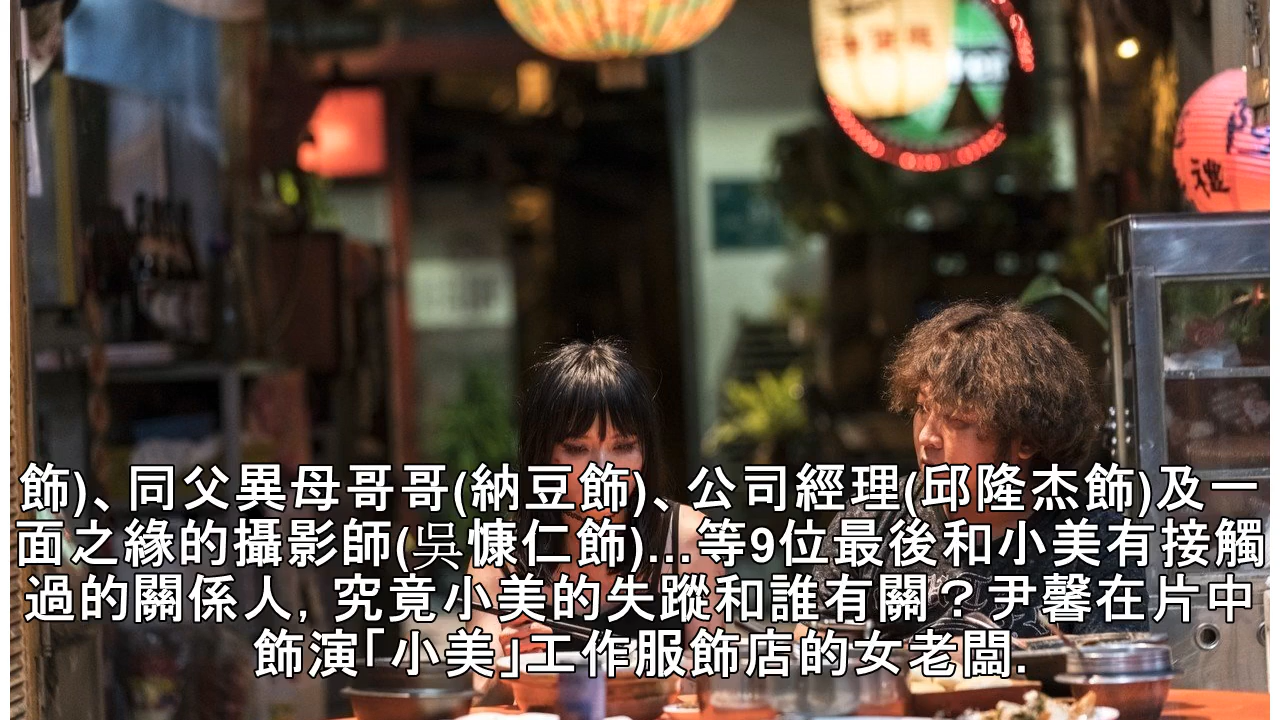 禮
飾)、同父異母哥哥(納豆飾)、公司經理(邱隆杰飾)及一
面之緣的攝影師(吳慷仁飾)...等9位最後和小美有接觸
過的關係人, 究竟小美的失蹤和誰有關？尹馨在片中
飾演「小美」工作服飾店的女老闆.